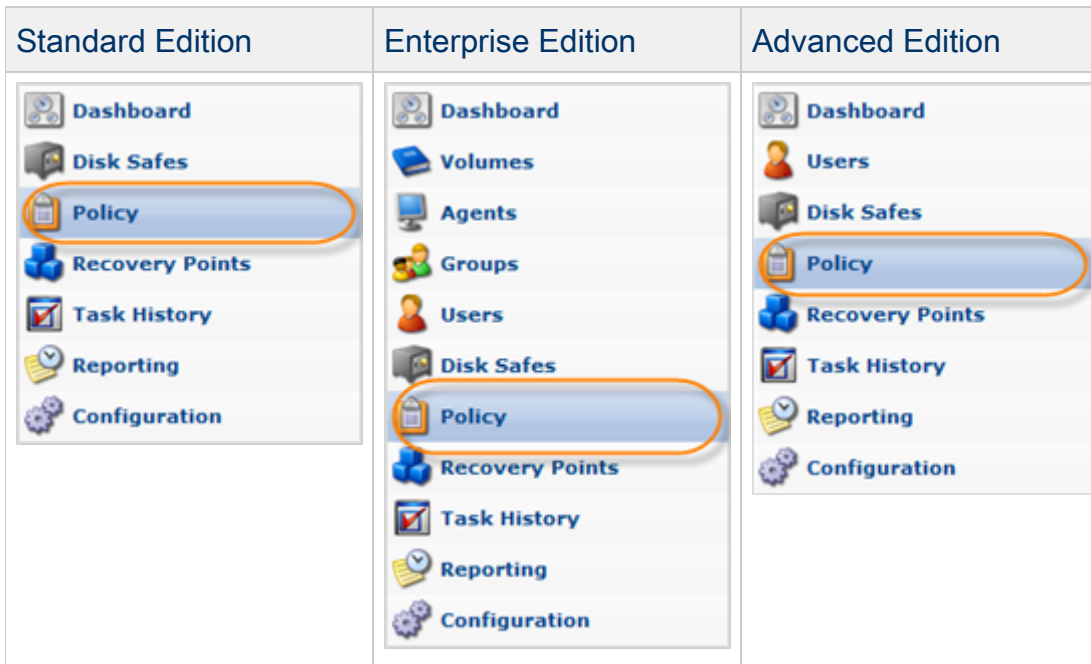 Standard Edition
Enterprise Edition
Advanced Edition
Dashboard
Disk Safes
Policy
Recovery Points
Task History
Reporting
Configuration
Dashboard
Volumes
Agents
Groups
Users
Disk Safes
Policy
Recovery Points
Task History
Reporting
Configuration
Dashboard
Users
Disk Safes
Policy
Recovery Points
Task History
Reporting
Configuration